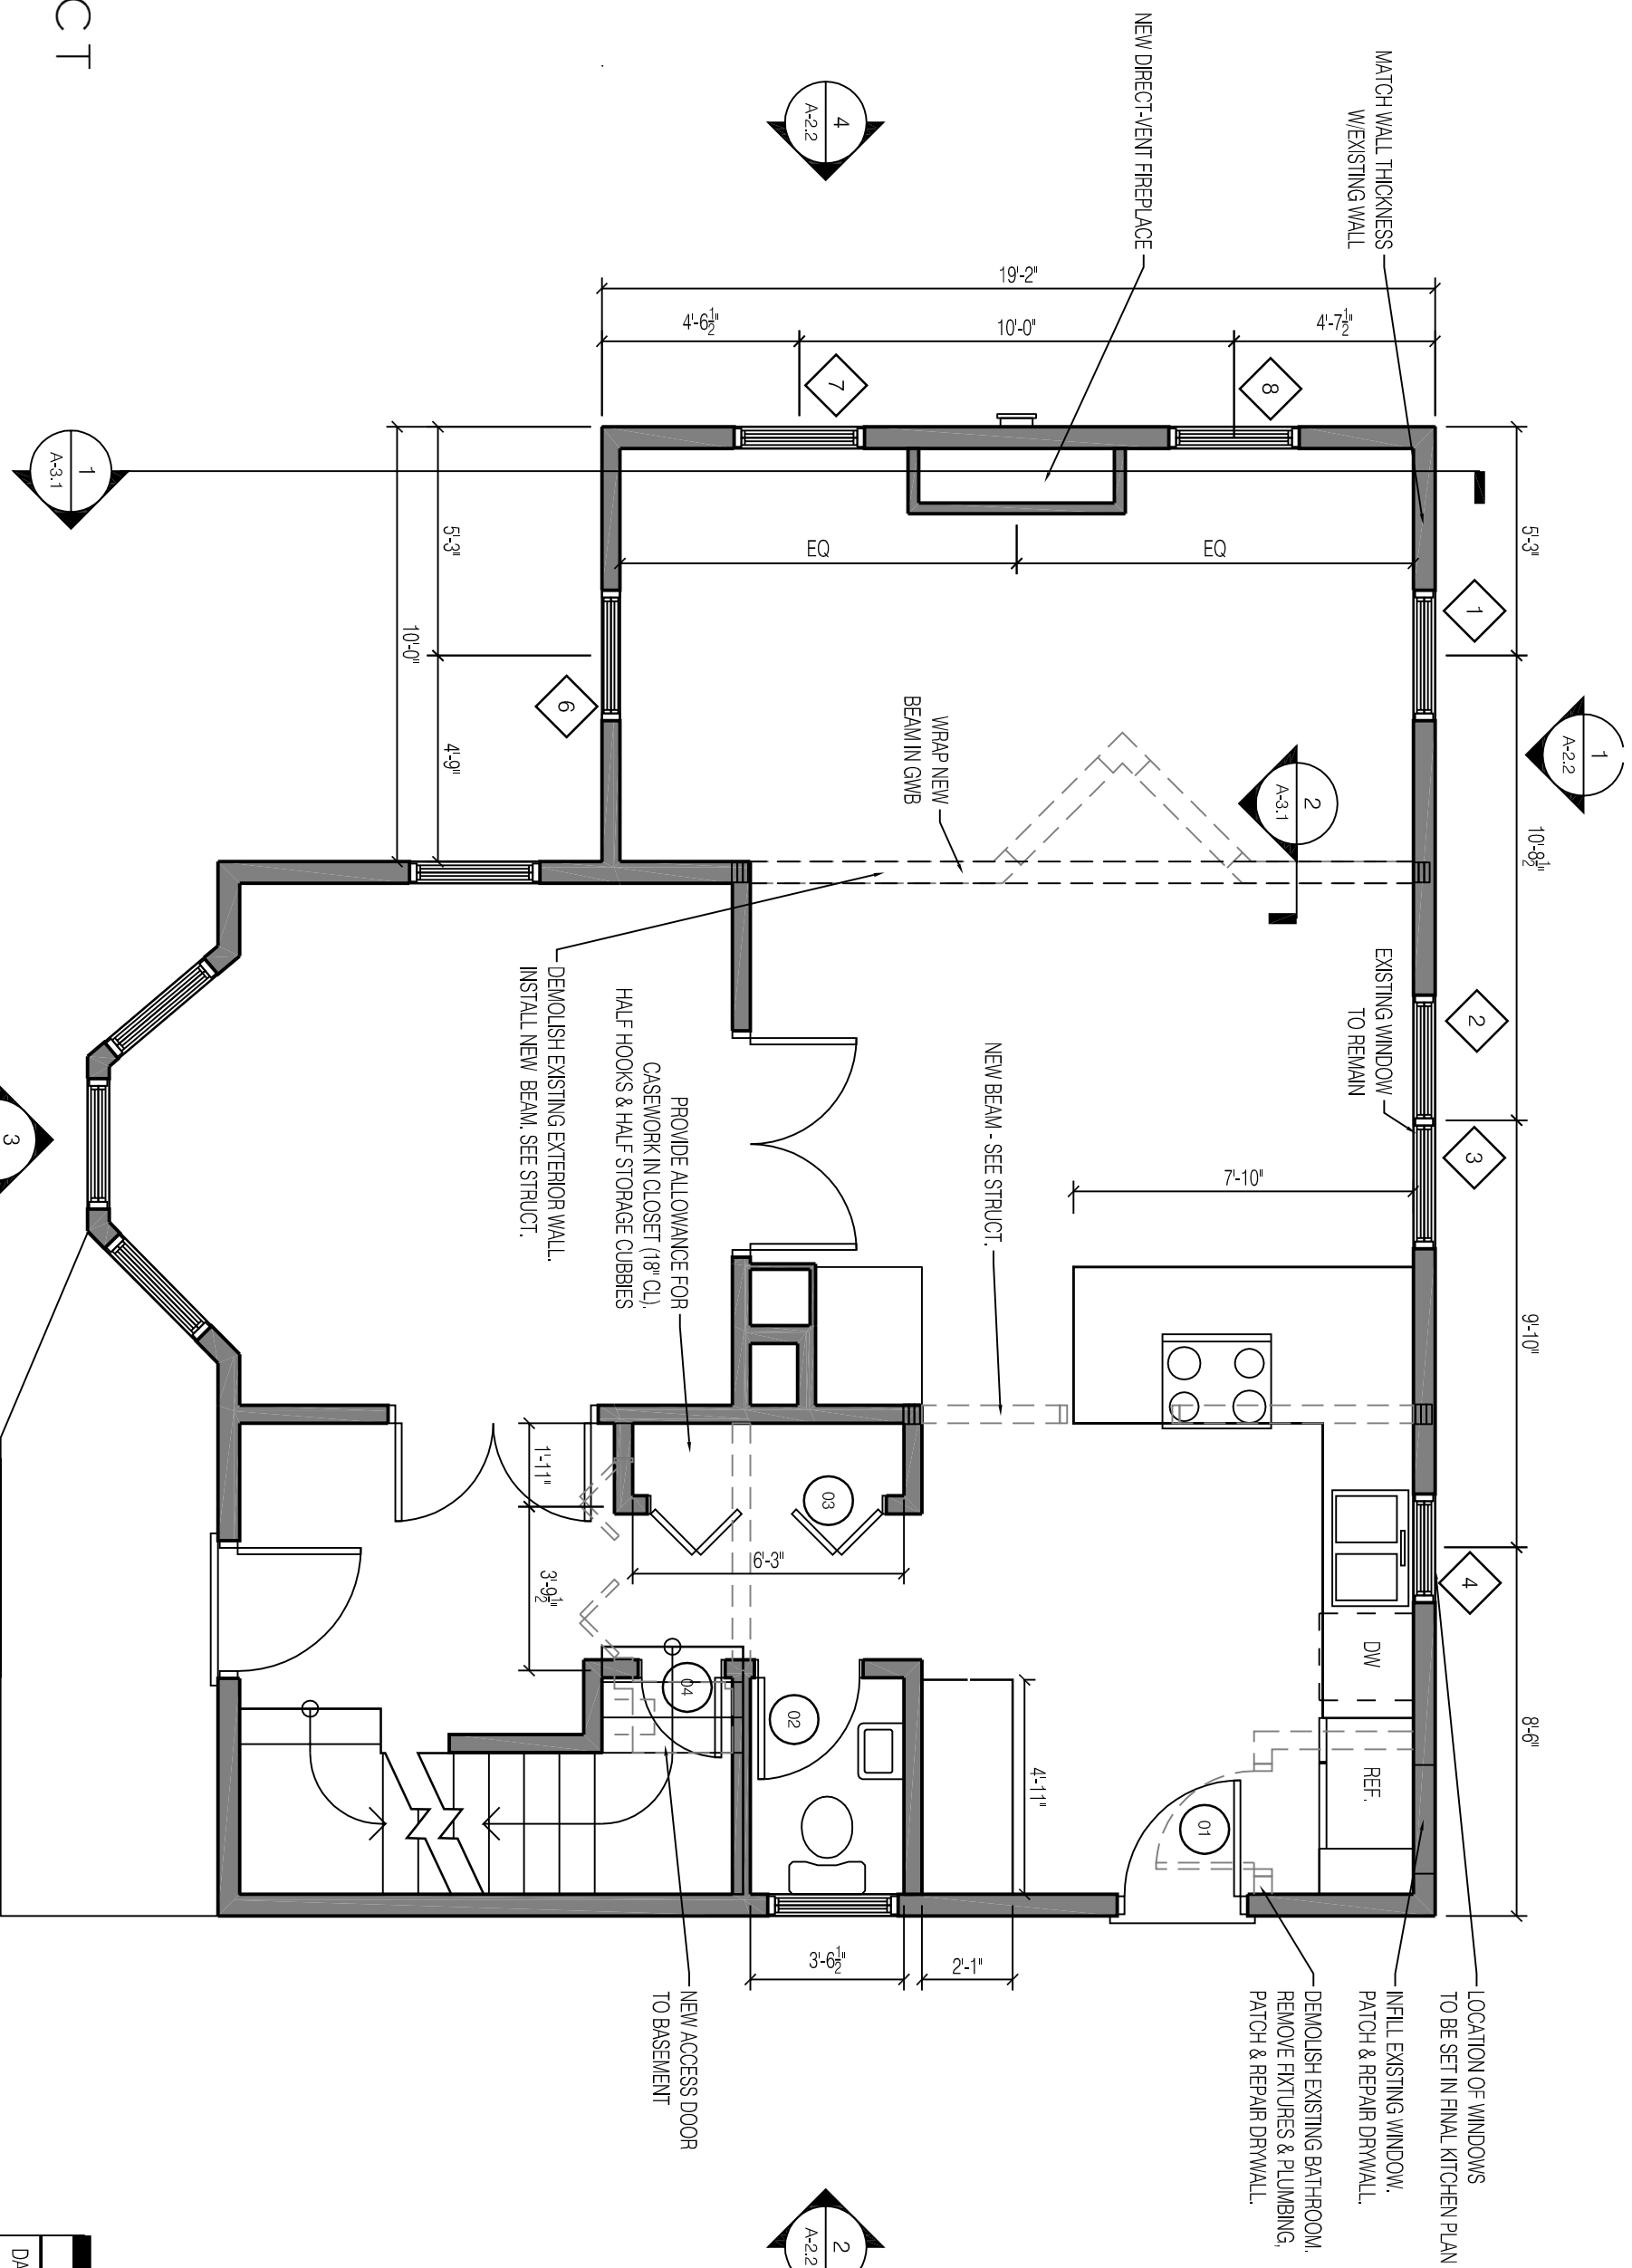 CT
NEW DIRECT-VENT FIREPLACE
MATCH WALL THICKNESS
W/EXISTING WALL
4
A-2.2
19'-2"
4'-6½"
10'-0"
4'-7½"
7
8
1
A-3.1
5'-3"
4'-9"
10'-0"
6
EQ
EQ
5'-3"
1
1
A-2.2
10'-8½"
2
A-3.1
WRAP NEW
BEAM IN GWB
DEMOLISH EXISTING EXTERIOR WALL.
INSTALL NEW BEAM. SEE STRUCT.
PROVIDE ALLOWANCE FOR
CASEWORK IN CLOSET (18" CL).
HALF HOOKS & HALF STORAGE CUBBIES
NEW BEAM - SEE STRUCT.
EXISTING WINDOW
TO REMAIN
2
3
7'-10"
9'-10"
3
1'-11"
3'-9½"
6'-3"
03
04
02
4
DW
REF.
8'-6"
4'-11"
01
3'-6½"
2'-1"
LOCATION OF WINDOWS
TO BE SET IN FINAL KITCHEN PLAN
INFILL EXISTING WINDOW.
PATCH & REPAIR DRYWALL.
DEMOLISH EXISTING BATHROOM.
REMOVE FIXTURES & PLUMBING,
PATCH & REPAIR DRYWALL.
NEW ACCESS DOOR
TO BASEMENT
2
A-2.2
DA